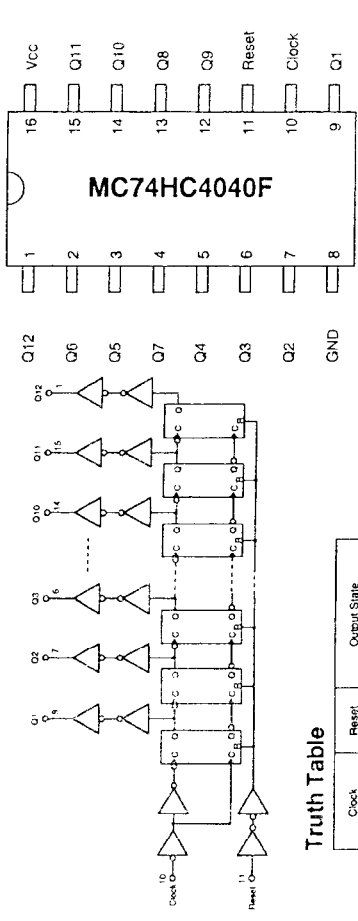 Vcc
Q11
Q10
Q8
Q9
Reset
Clock
Q1
16
15
14
13
12
11
10
9
MC74HC4040F
1
2
3
4
5
6
7
8
Q12
Q6
Q5
Q7
Q4
Q3
Q2
GND
Q1
Q2
Q3
Q10
Q11
Q12
9
7
6
14
15
1
C Q
C Q
C Q
C Q
C Q
C Q
C Q
R
C Q
R
C Q
R
C Q
R
C Q
R
C Q
R
Clock 10
Reset 11
Truth Table
Clock Reset Output State